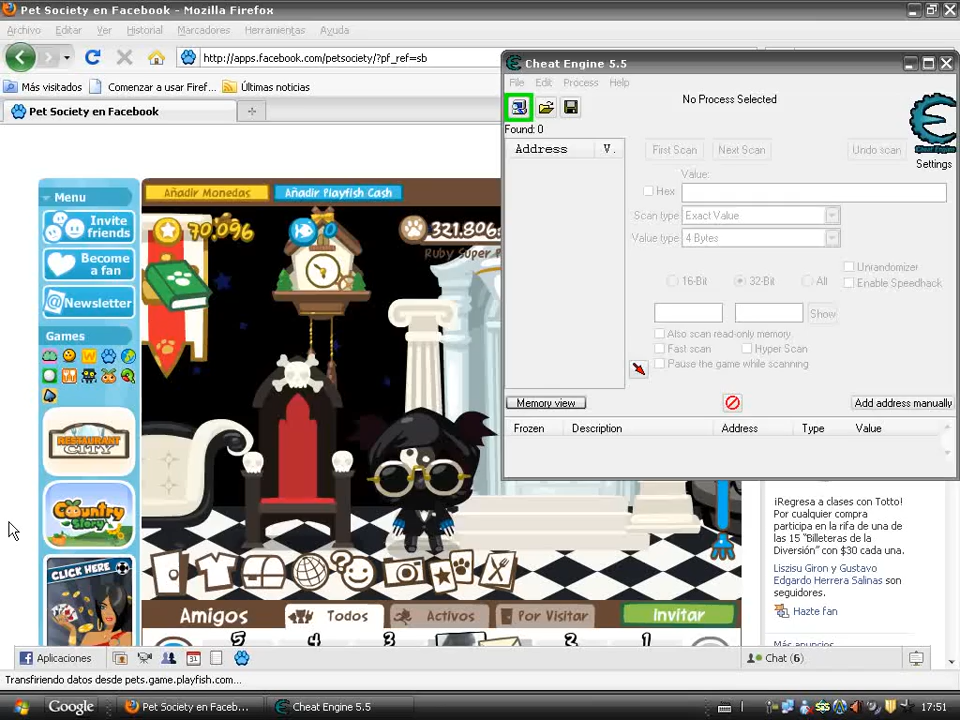 Pet Society en Facebook - Mozilla Firefox
Archivo Editar Ver Historial Marcadores Herramientas Ayuda
http://apps.facebook.com/petsociety/?pf_ref=sb
Más visitados Comenzar a usar Firef... Últimas noticias
Pet Society en Facebook
Menu
Invite friends
Become a fan
@Newsletter
Games
RESTAURANT CITY
Country Story
CLICK HERE
Añadir Monedas Añadir Playfish Cash
70.096 0 321.806
Ruby Super
Amigos Todos Activos Por Visitar Invitar
5 4 3 2 1
Cheat Engine 5.5
File Edit Process Help
No Process Selected
Found: 0
Address V.
First Scan Next Scan Undo scan
Settings
Value:
Hex
Scan type Exact Value
Value type 4 Bytes
16-Bit 32-Bit All
Unrandomizer
Enable Speedhack
Show
Also scan read-only memory
Fast scan Hyper Scan
Pause the game while scanning
Memory view Add address manually
Frozen Description Address Type Value
¡Regresa a clases con Totto!
Por cualquier compra
participa en la rifa de una de
las 15 "Billeteras de la
Diversión" con $30 cada una.
Liszisu Giron y Gustavo
Edgardo Herrera Salinas son
seguidores.
Hazte fan
Más anuncios
Aplicaciones Chat (6)
Transfiriendo datos desde pets.game.playfish.com...
Google Pet Society en Faceb... Cheat Engine 5.5 17:51